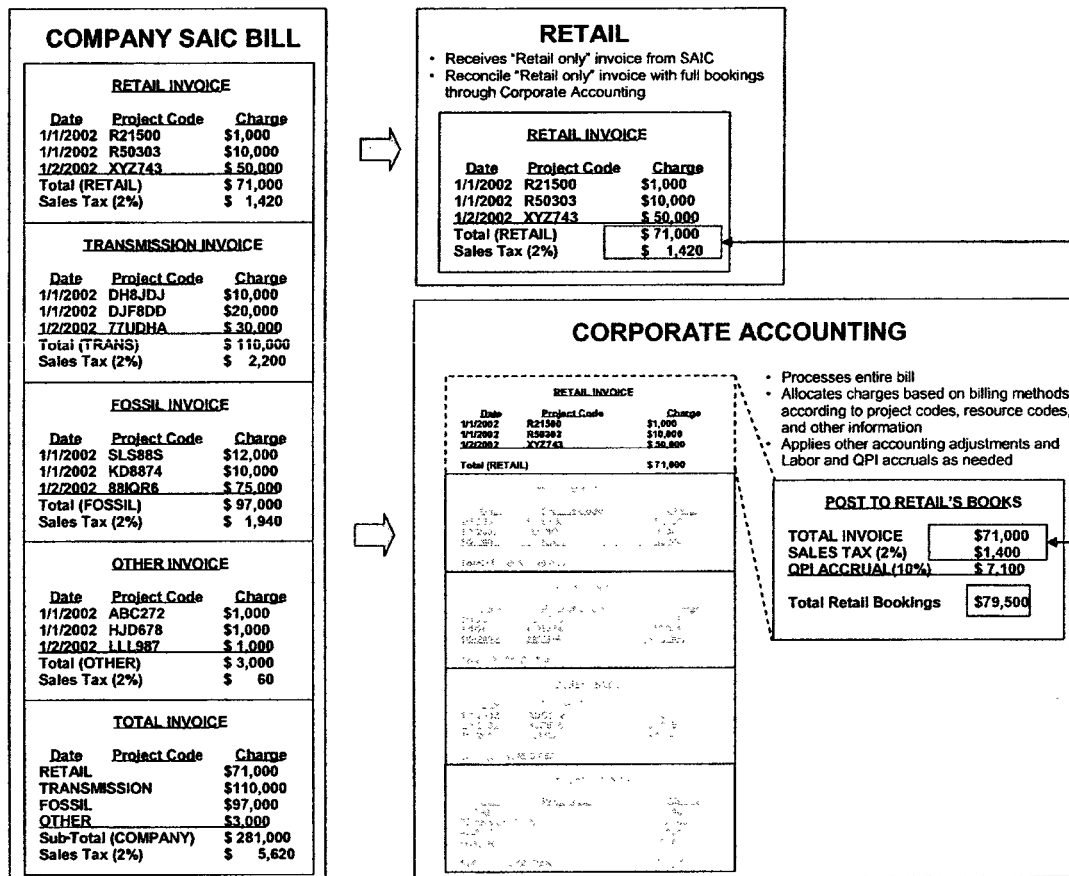 COMPANY SAIC BILL
RETAIL INVOICE
Date Project Code Charge
1/1/2002 R21500 $1,000
1/1/2002 R50303 $10,000
1/2/2002 XYZ743 $ 50,000
Total (RETAIL) $ 71,000
Sales Tax (2%) $ 1,420
TRANSMISSION INVOICE
Date Project Code Charge
1/1/2002 DH8JDJ $10,000
1/1/2002 DJF8DD $20,000
1/2/2002 77UDHA $ 30,000
Total (TRANS) $ 110,000
Sales Tax (2%) $ 2,200
FOSSIL INVOICE
Date Project Code Charge
1/1/2002 SLS88S $12,000
1/1/2002 KD8874 $10,000
1/2/2002 88IQR6 $ 75,000
Total (FOSSIL) $ 97,000
Sales Tax (2%) $ 1,940
OTHER INVOICE
Date Project Code Charge
1/1/2002 ABC272 $1,000
1/1/2002 HJD678 $1,000
1/2/2002 LLL987 $ 1,000
Total (OTHER) $ 3,000
Sales Tax (2%) $ 60
TOTAL INVOICE
Date Project Code Charge
RETAIL $71,000
TRANSMISSION $110,000
FOSSIL $97,000
OTHER $3,000
Sub-Total (COMPANY) $ 281,000
Sales Tax (2%) $ 5,620
RETAIL
• Receives "Retail only" invoice from SAIC
• Reconcile "Retail only" invoice with full bookings
through Corporate Accounting
RETAIL INVOICE
Date Project Code Charge
1/1/2002 R21500 $1,000
1/1/2002 R50303 $10,000
1/2/2002 XYZ743 $ 50,000
Total (RETAIL) $ 71,000
Sales Tax (2%) $ 1,420
CORPORATE ACCOUNTING
RETAIL INVOICE
Date Project Code Charge
1/1/2002 R21500 $1,000
1/1/2002 R50303 $10,000
1/2/2002 XYZ743 $ 50,000
Total (RETAIL) $ 71,000
• Processes entire bill
• Allocates charges based on billing methods
according to project codes, resource codes,
and other information
• Applies other accounting adjustments and
Labor and QPI accruals as needed
POST TO RETAIL'S BOOKS
TOTAL INVOICE $71,000
SALES TAX (2%) $1,400
QPI ACCRUAL (10%) $ 7,100
Total Retail Bookings $79,500